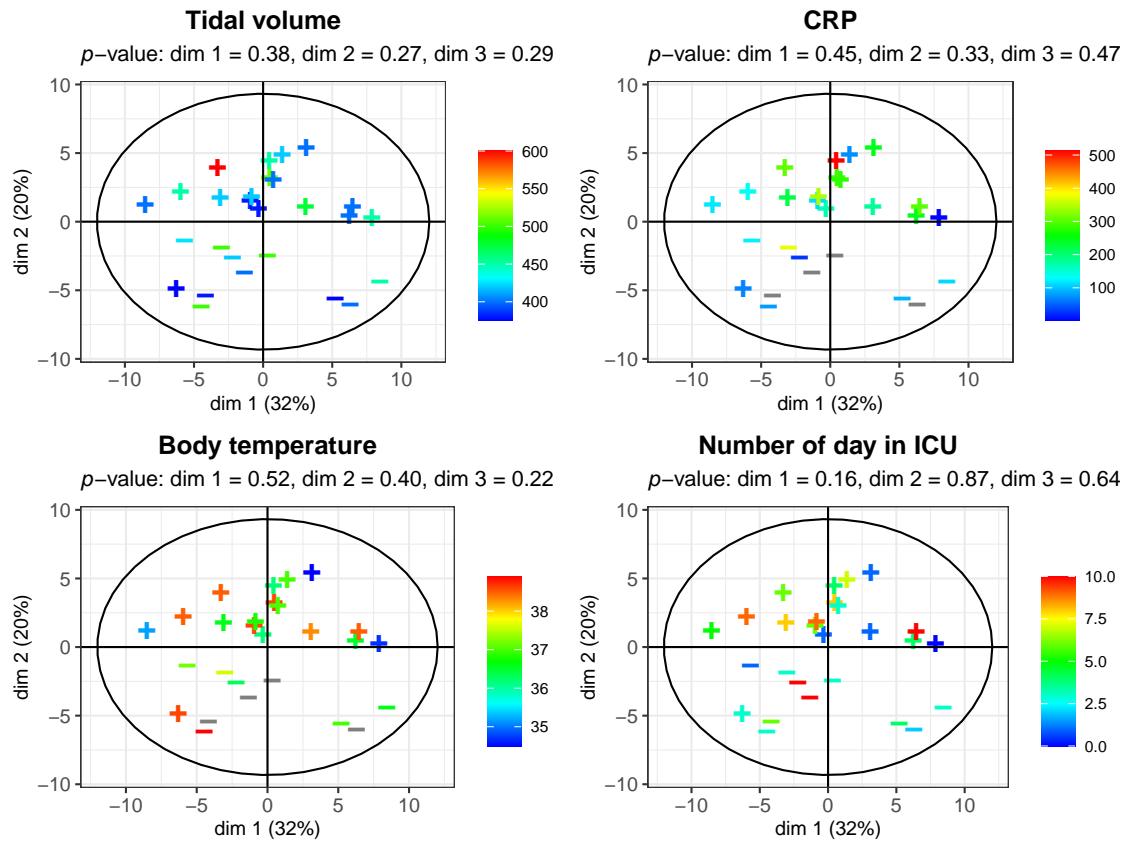 Tidal volume
p−value: dim 1 = 0.38, dim 2 = 0.27, dim 3 = 0.29
10
5
0
−5
−10
dim 2 (20%)
−10 −5 0 5 10
dim 1 (32%)
600
550
500
450
400
CRP
p−value: dim 1 = 0.45, dim 2 = 0.33, dim 3 = 0.47
10
5
0
−5
−10
dim 2 (20%)
−10 −5 0 5 10
dim 1 (32%)
500
400
300
200
100
Body temperature
p−value: dim 1 = 0.52, dim 2 = 0.40, dim 3 = 0.22
10
5
0
−5
−10
dim 2 (20%)
−10 −5 0 5 10
dim 1 (32%)
38
37
36
35
Number of day in ICU
p−value: dim 1 = 0.16, dim 2 = 0.87, dim 3 = 0.64
10
5
0
−5
−10
dim 2 (20%)
−10 −5 0 5 10
dim 1 (32%)
10.0
7.5
5.0
2.5
0.0